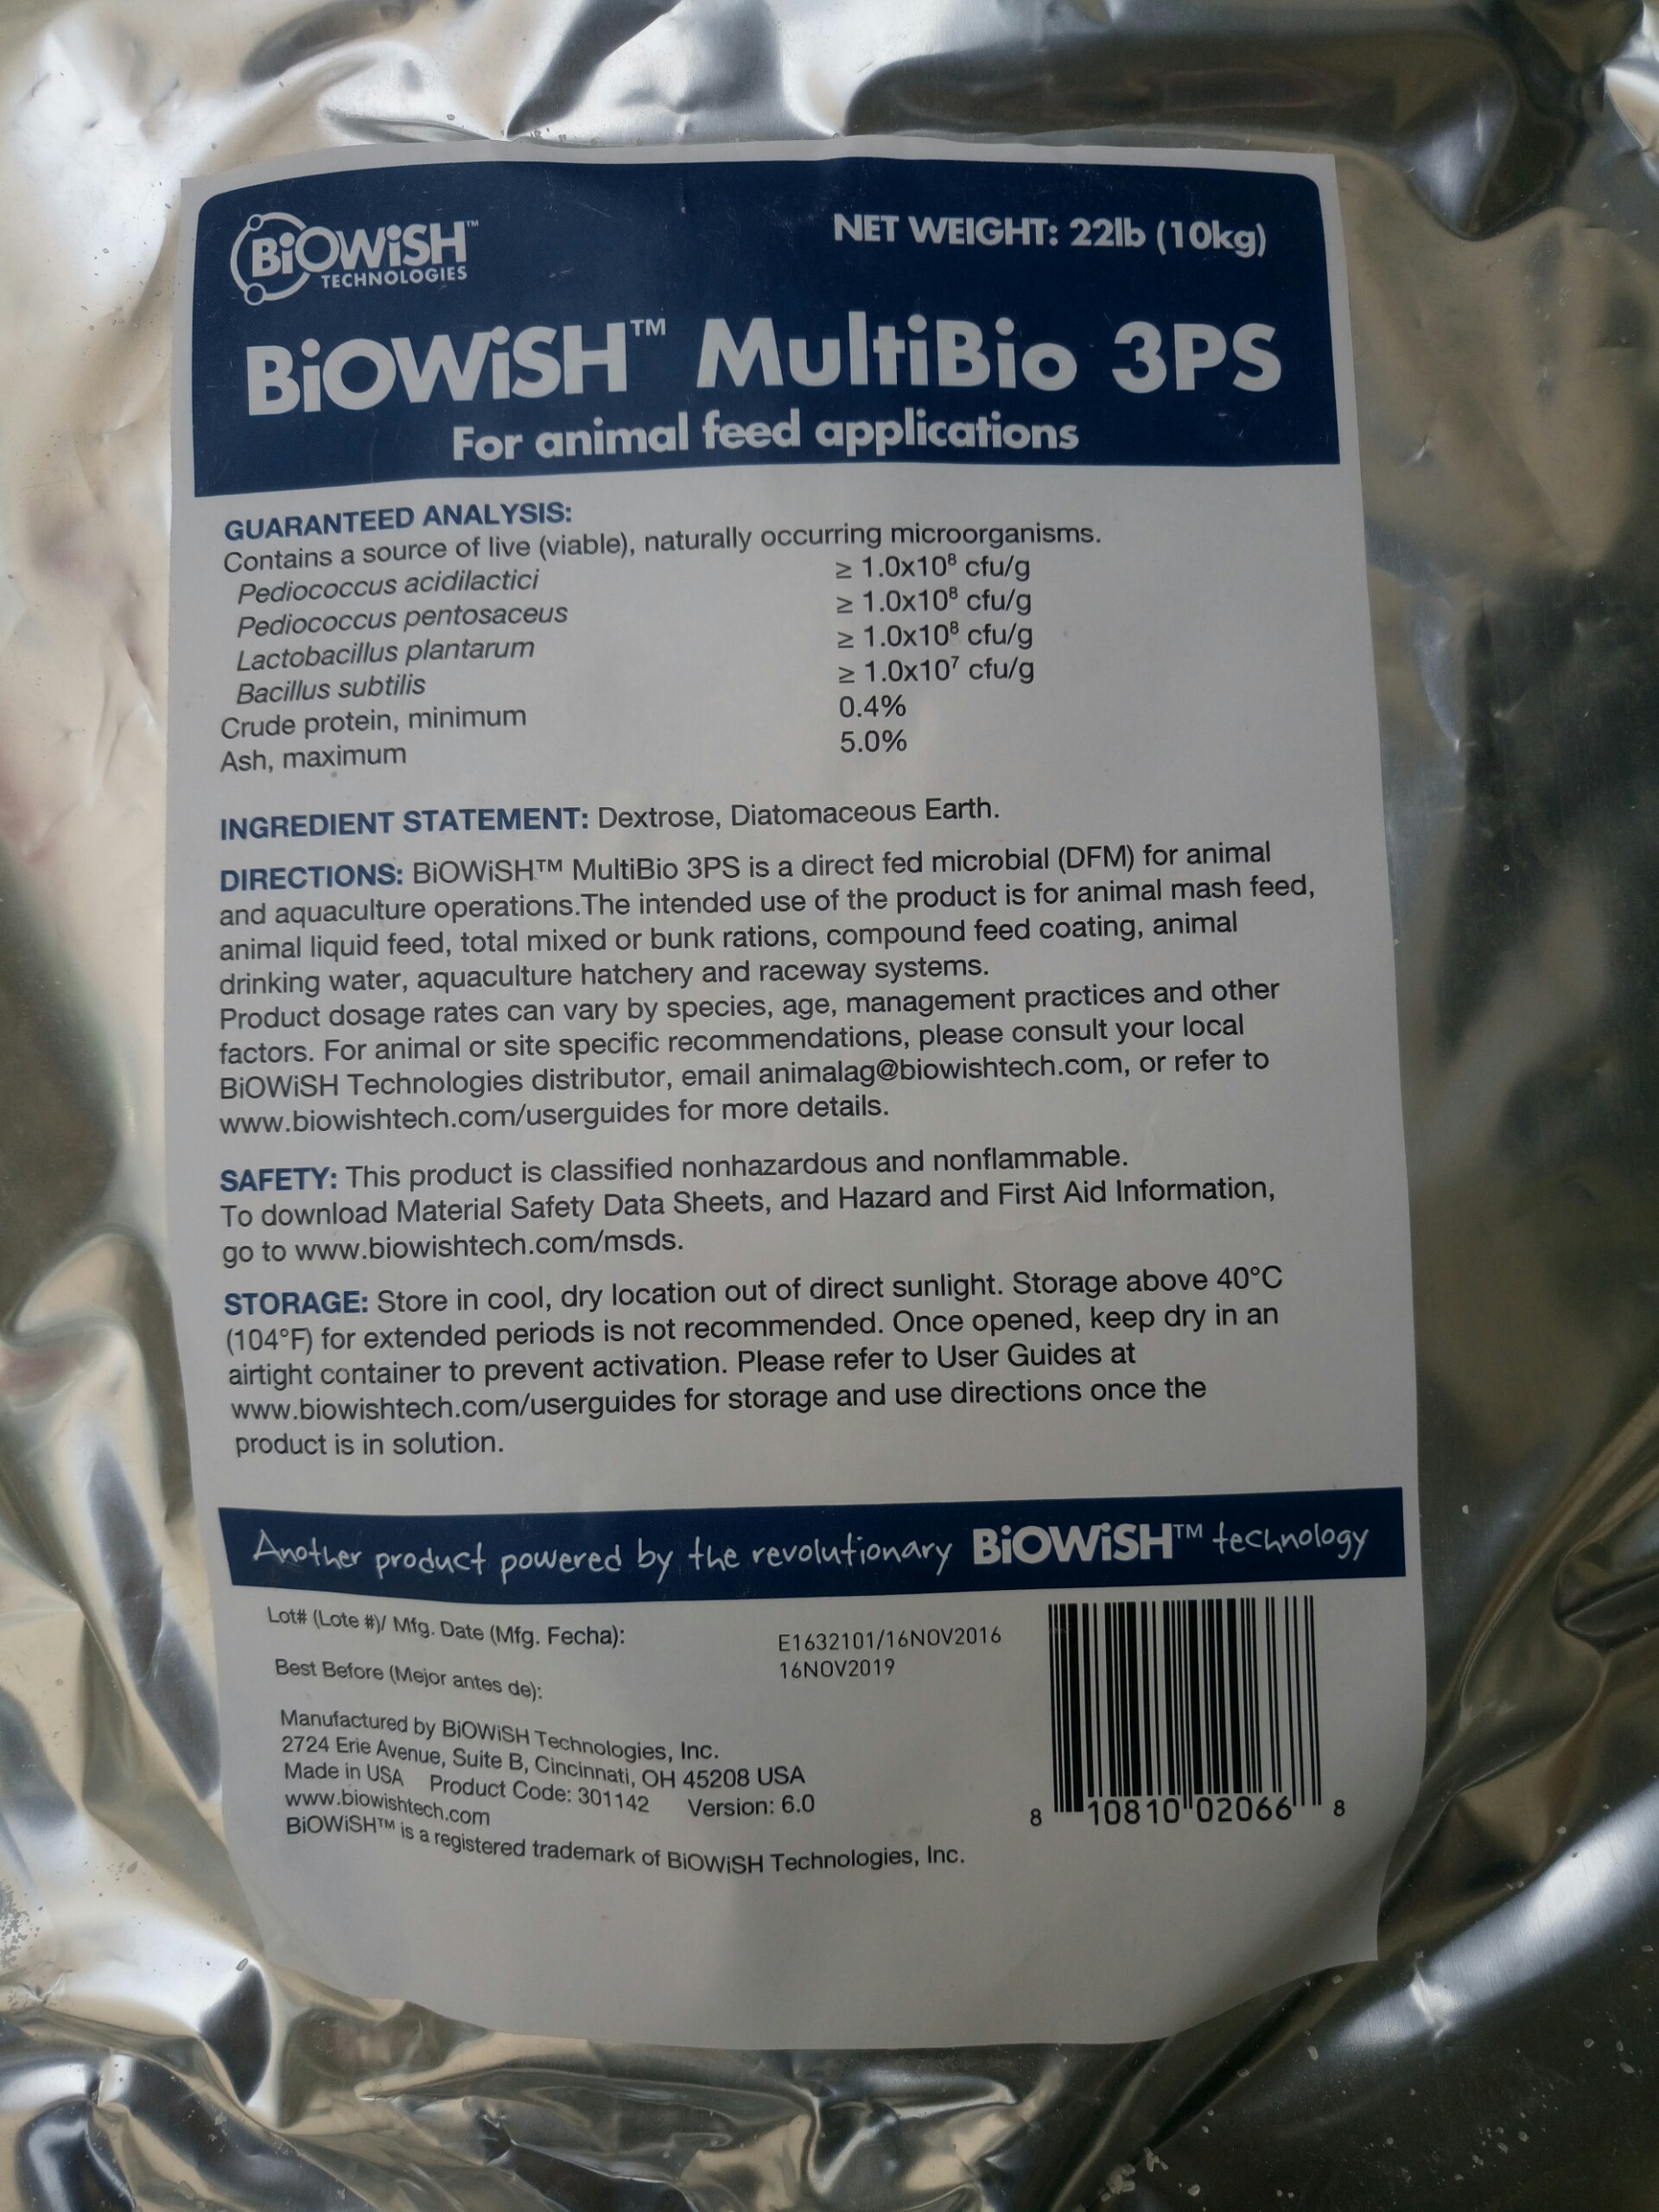 BiOWiSH™
TECHNOLOGIES
NET WEIGHT: 22lb (10kg)
BiOWiSH™ MultiBio 3PS
For animal feed applications
GUARANTEED ANALYSIS:
Contains a source of live (viable), naturally occurring microorganisms.
Pediococcus acidilactici ≥ 1.0x10⁸ cfu/g
Pediococcus pentosaceus ≥ 1.0x10⁸ cfu/g
Lactobacillus plantarum ≥ 1.0x10⁸ cfu/g
Bacillus subtilis ≥ 1.0x10⁷ cfu/g
Crude protein, minimum 0.4%
Ash, maximum 5.0%
INGREDIENT STATEMENT: Dextrose, Diatomaceous Earth.
DIRECTIONS: BiOWiSH™ MultiBio 3PS is a direct fed microbial (DFM) for animal
and aquaculture operations.The intended use of the product is for animal mash feed,
animal liquid feed, total mixed or bunk rations, compound feed coating, animal
drinking water, aquaculture hatchery and raceway systems.
Product dosage rates can vary by species, age, management practices and other
factors. For animal or site specific recommendations, please consult your local
BiOWiSH Technologies distributor, email animalag@biowishtech.com, or refer to
www.biowishtech.com/userguides for more details.
SAFETY: This product is classified nonhazardous and nonflammable.
To download Material Safety Data Sheets, and Hazard and First Aid Information,
go to www.biowishtech.com/msds.
STORAGE: Store in cool, dry location out of direct sunlight. Storage above 40°C
(104°F) for extended periods is not recommended. Once opened, keep dry in an
airtight container to prevent activation. Please refer to User Guides at
www.biowishtech.com/userguides for storage and use directions once the
product is in solution.
Another product powered by the revolutionary BiOWiSH™ technology
Lot# (Lote #)/ Mfg. Date (Mfg. Fecha): E1632101/16NOV2016
Best Before (Mejor antes de): 16NOV2019
Manufactured by BiOWiSH Technologies, Inc.
2724 Erie Avenue, Suite B, Cincinnati, OH 45208 USA
Made in USA Product Code: 301142 Version: 6.0
www.biowishtech.com
BiOWiSH™ is a registered trademark of BiOWiSH Technologies, Inc.
8 10810 02066 8